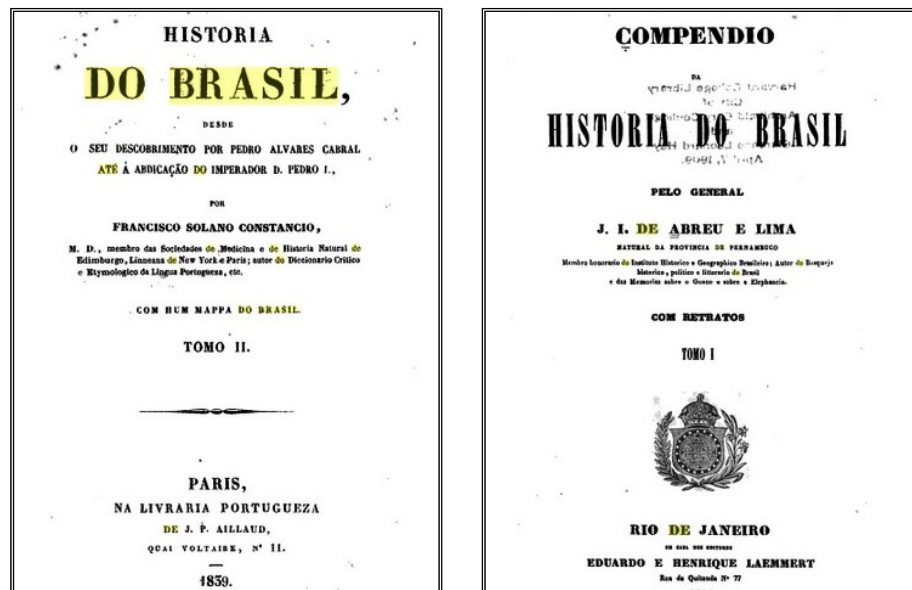 HISTORIA
DO BRASIL,
DESDE
O SEU DESCOBRIMENTO POR PEDRO ALVARES CABRAL
ATÉ Á ABDICAÇÃO DO IMPERADOR D. PEDRO I.,
POR
FRANCISCO SOLANO CONSTANCIO,
M. D., membro das Sociedades de Medicina e de Historia Natural de
Edimburgo, Linneana de New York e Paris; autor do Diccionario Critico
e Etymologico da Lingua Portugueza, etc.
COM HUM MAPPA DO BRASIL.
TOMO II.
PARIS,
NA LIVRARIA PORTUGUEZA
DE J. P. AILLAUD,
QUAI VOLTAIRE, Nº 11.
1839.
COMPENDIO
DA
HISTORIA DO BRASIL
PELO GENERAL
J. I. DE ABREU E LIMA
NATURAL DA PROVINCIA DE PERNAMBUCO
Membro honorario do Instituto Historico e Geographico Brasileiro; Autor do Bosquejo
historico, politico e litterario do Brasil
e das Memorias sobre o Gosto e sobre a Elephancia.
COM RETRATOS
TOMO I
RIO DE JANEIRO
EM CASA DOS EDITORES
EDUARDO E HENRIQUE LAEMMERT
Rua da Quitanda Nº 77